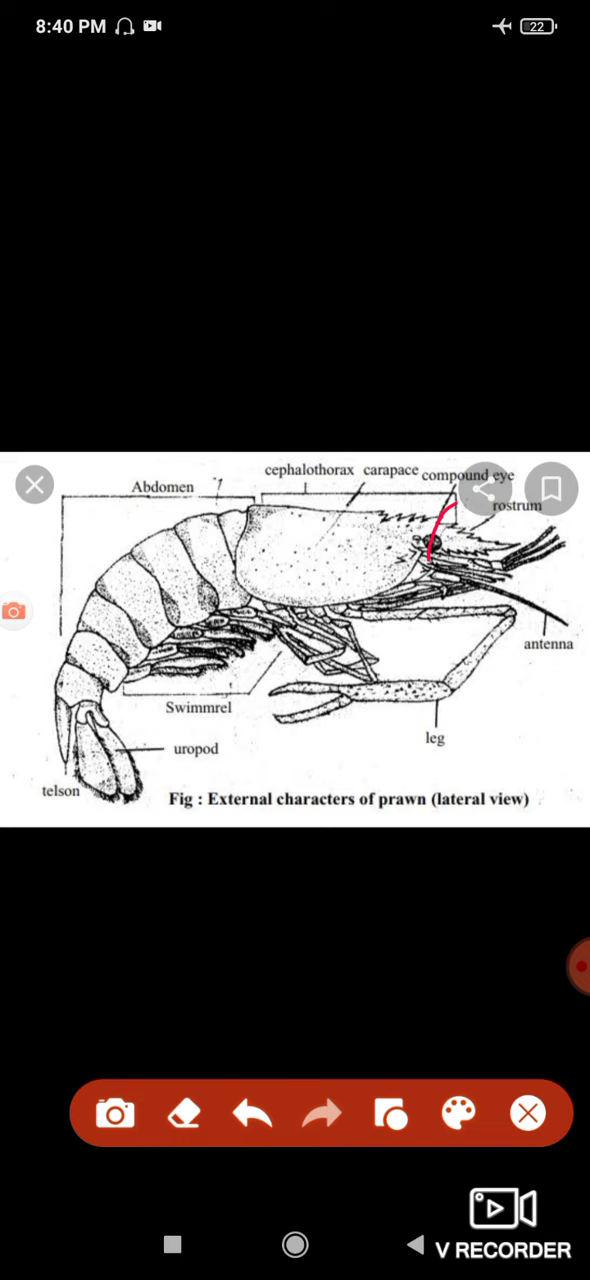 8:40 PM
22
cephalothorax carapace compound eye
Abdomen
rostrum
antenna
Swimmrel
leg
uropod
telson
Fig : External characters of prawn (lateral view)
V RECORDER